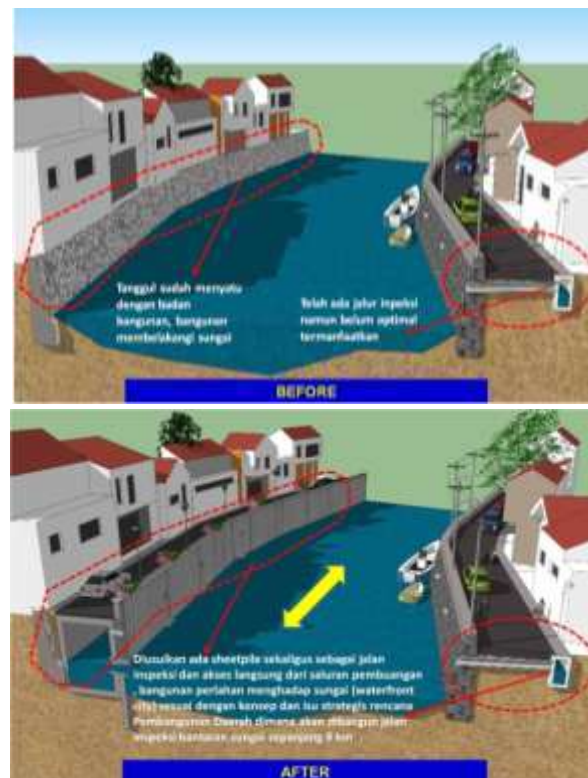 Tanggul sudah menyatu
dengan badan
bangunan, bangunan
membelakangi sungai
Telah ada jalur inpeksi
namun belum optimal
termanfaatkan
BEFORE
Diusulkan ada sheetpile sekaligus sebagai jalan
inspeksi dan akses langsung dari saluran pembuangan
, bangunan perlahan menghadap sungai (waterfront
city) sesuai dengan konsep dan isu strategis rencana
Pembangunan Daerah dimana akan dibangun jalan
inspeksi bantaran sungai sepanjang 9 km .
AFTER